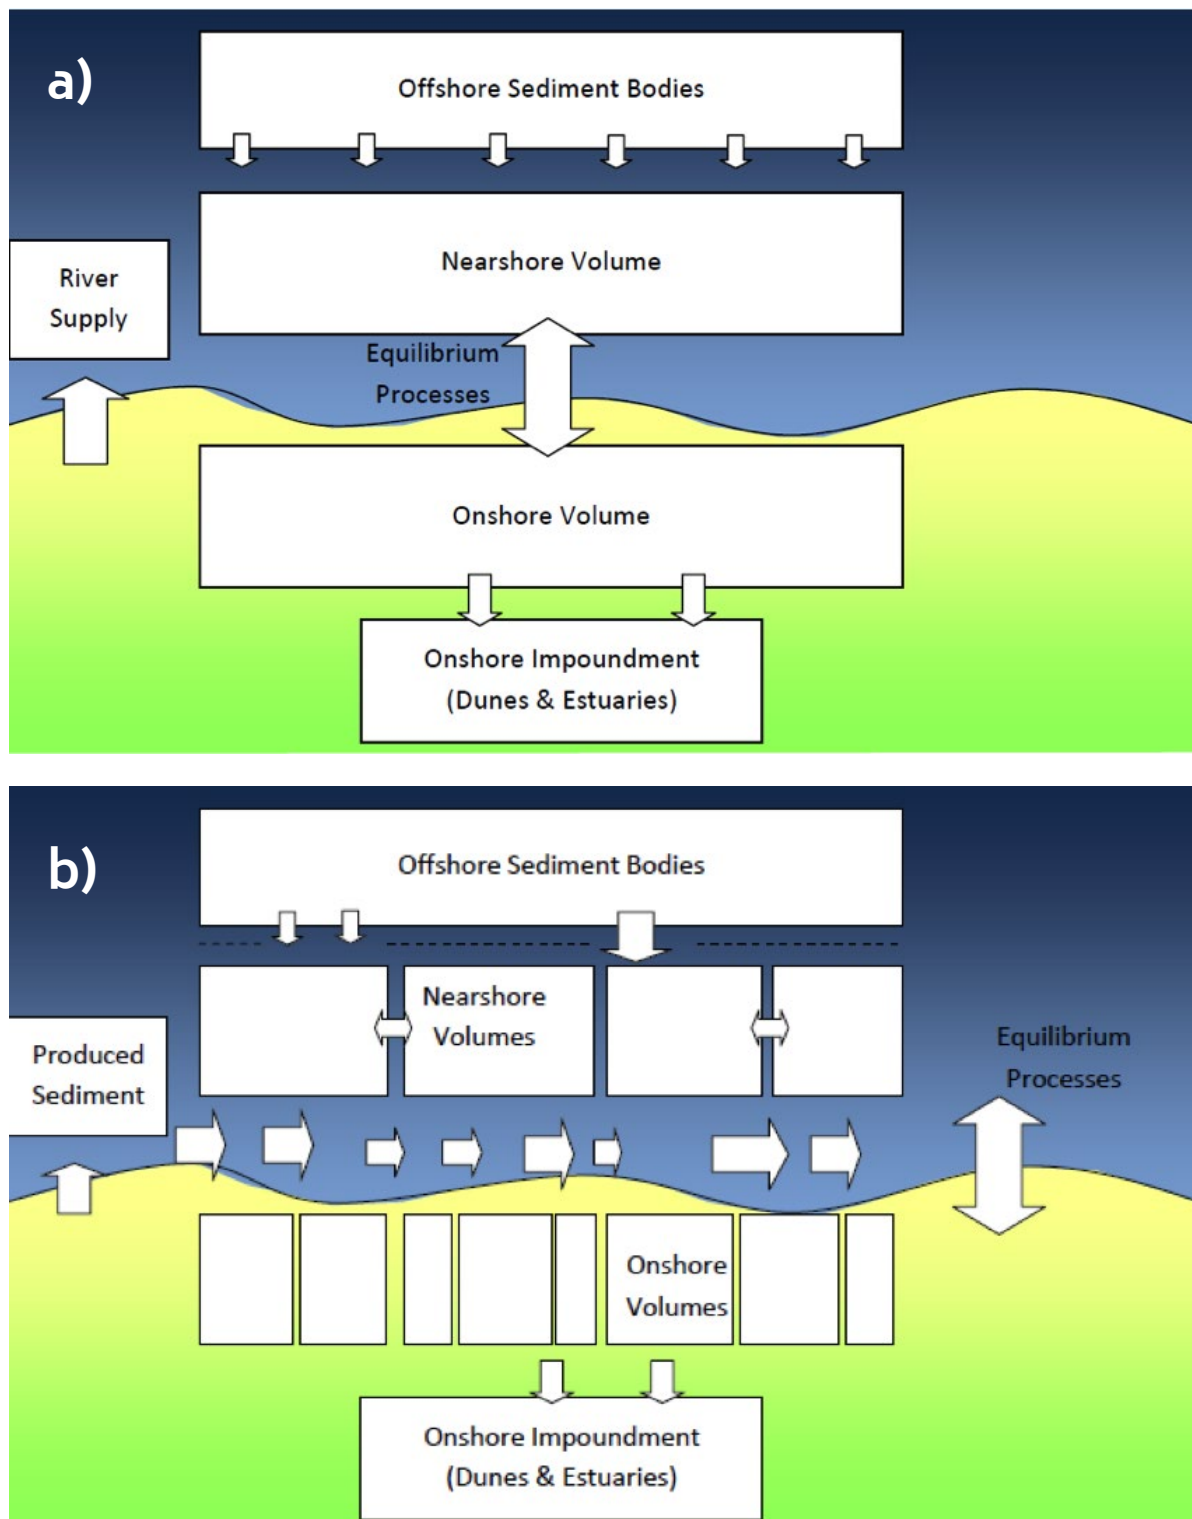 a)
Offshore Sediment Bodies
Nearshore Volume
River
Supply
Equilibrium
Processes
Onshore Volume
Onshore Impoundment
(Dunes & Estuaries)
b)
Offshore Sediment Bodies
Nearshore
Volumes
Produced
Sediment
Equilibrium
Processes
Onshore
Volumes
Onshore Impoundment
(Dunes & Estuaries)